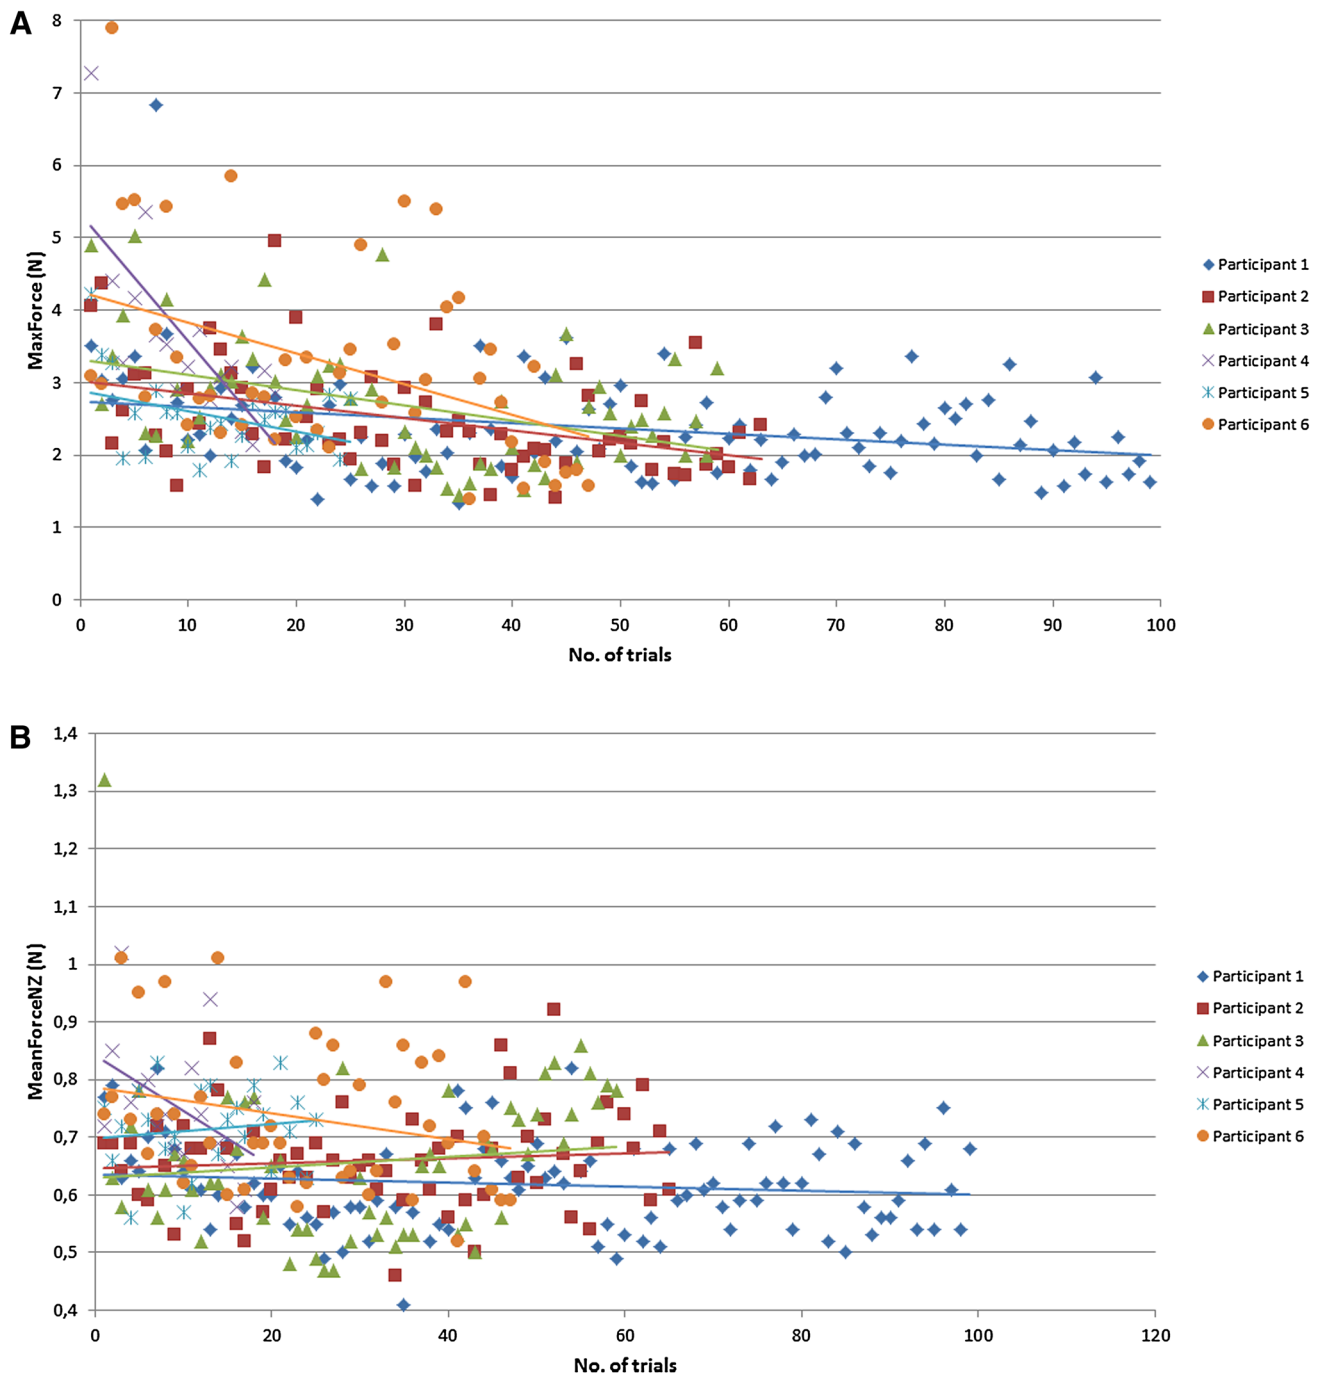 A
8
7
6
5
4
3
2
1
0
MaxForce (N)
0 10 20 30 40 50 60 70 80 90 100
No. of trials
Participant 1
Participant 2
Participant 3
Participant 4
Participant 5
Participant 6
B
1,4
1,3
1,2
1,1
1
0,9
0,8
0,7
0,6
0,5
0,4
MeanForceNZ (N)
0 20 40 60 80 100 120
No. of trials
Participant 1
Participant 2
Participant 3
Participant 4
Participant 5
Participant 6